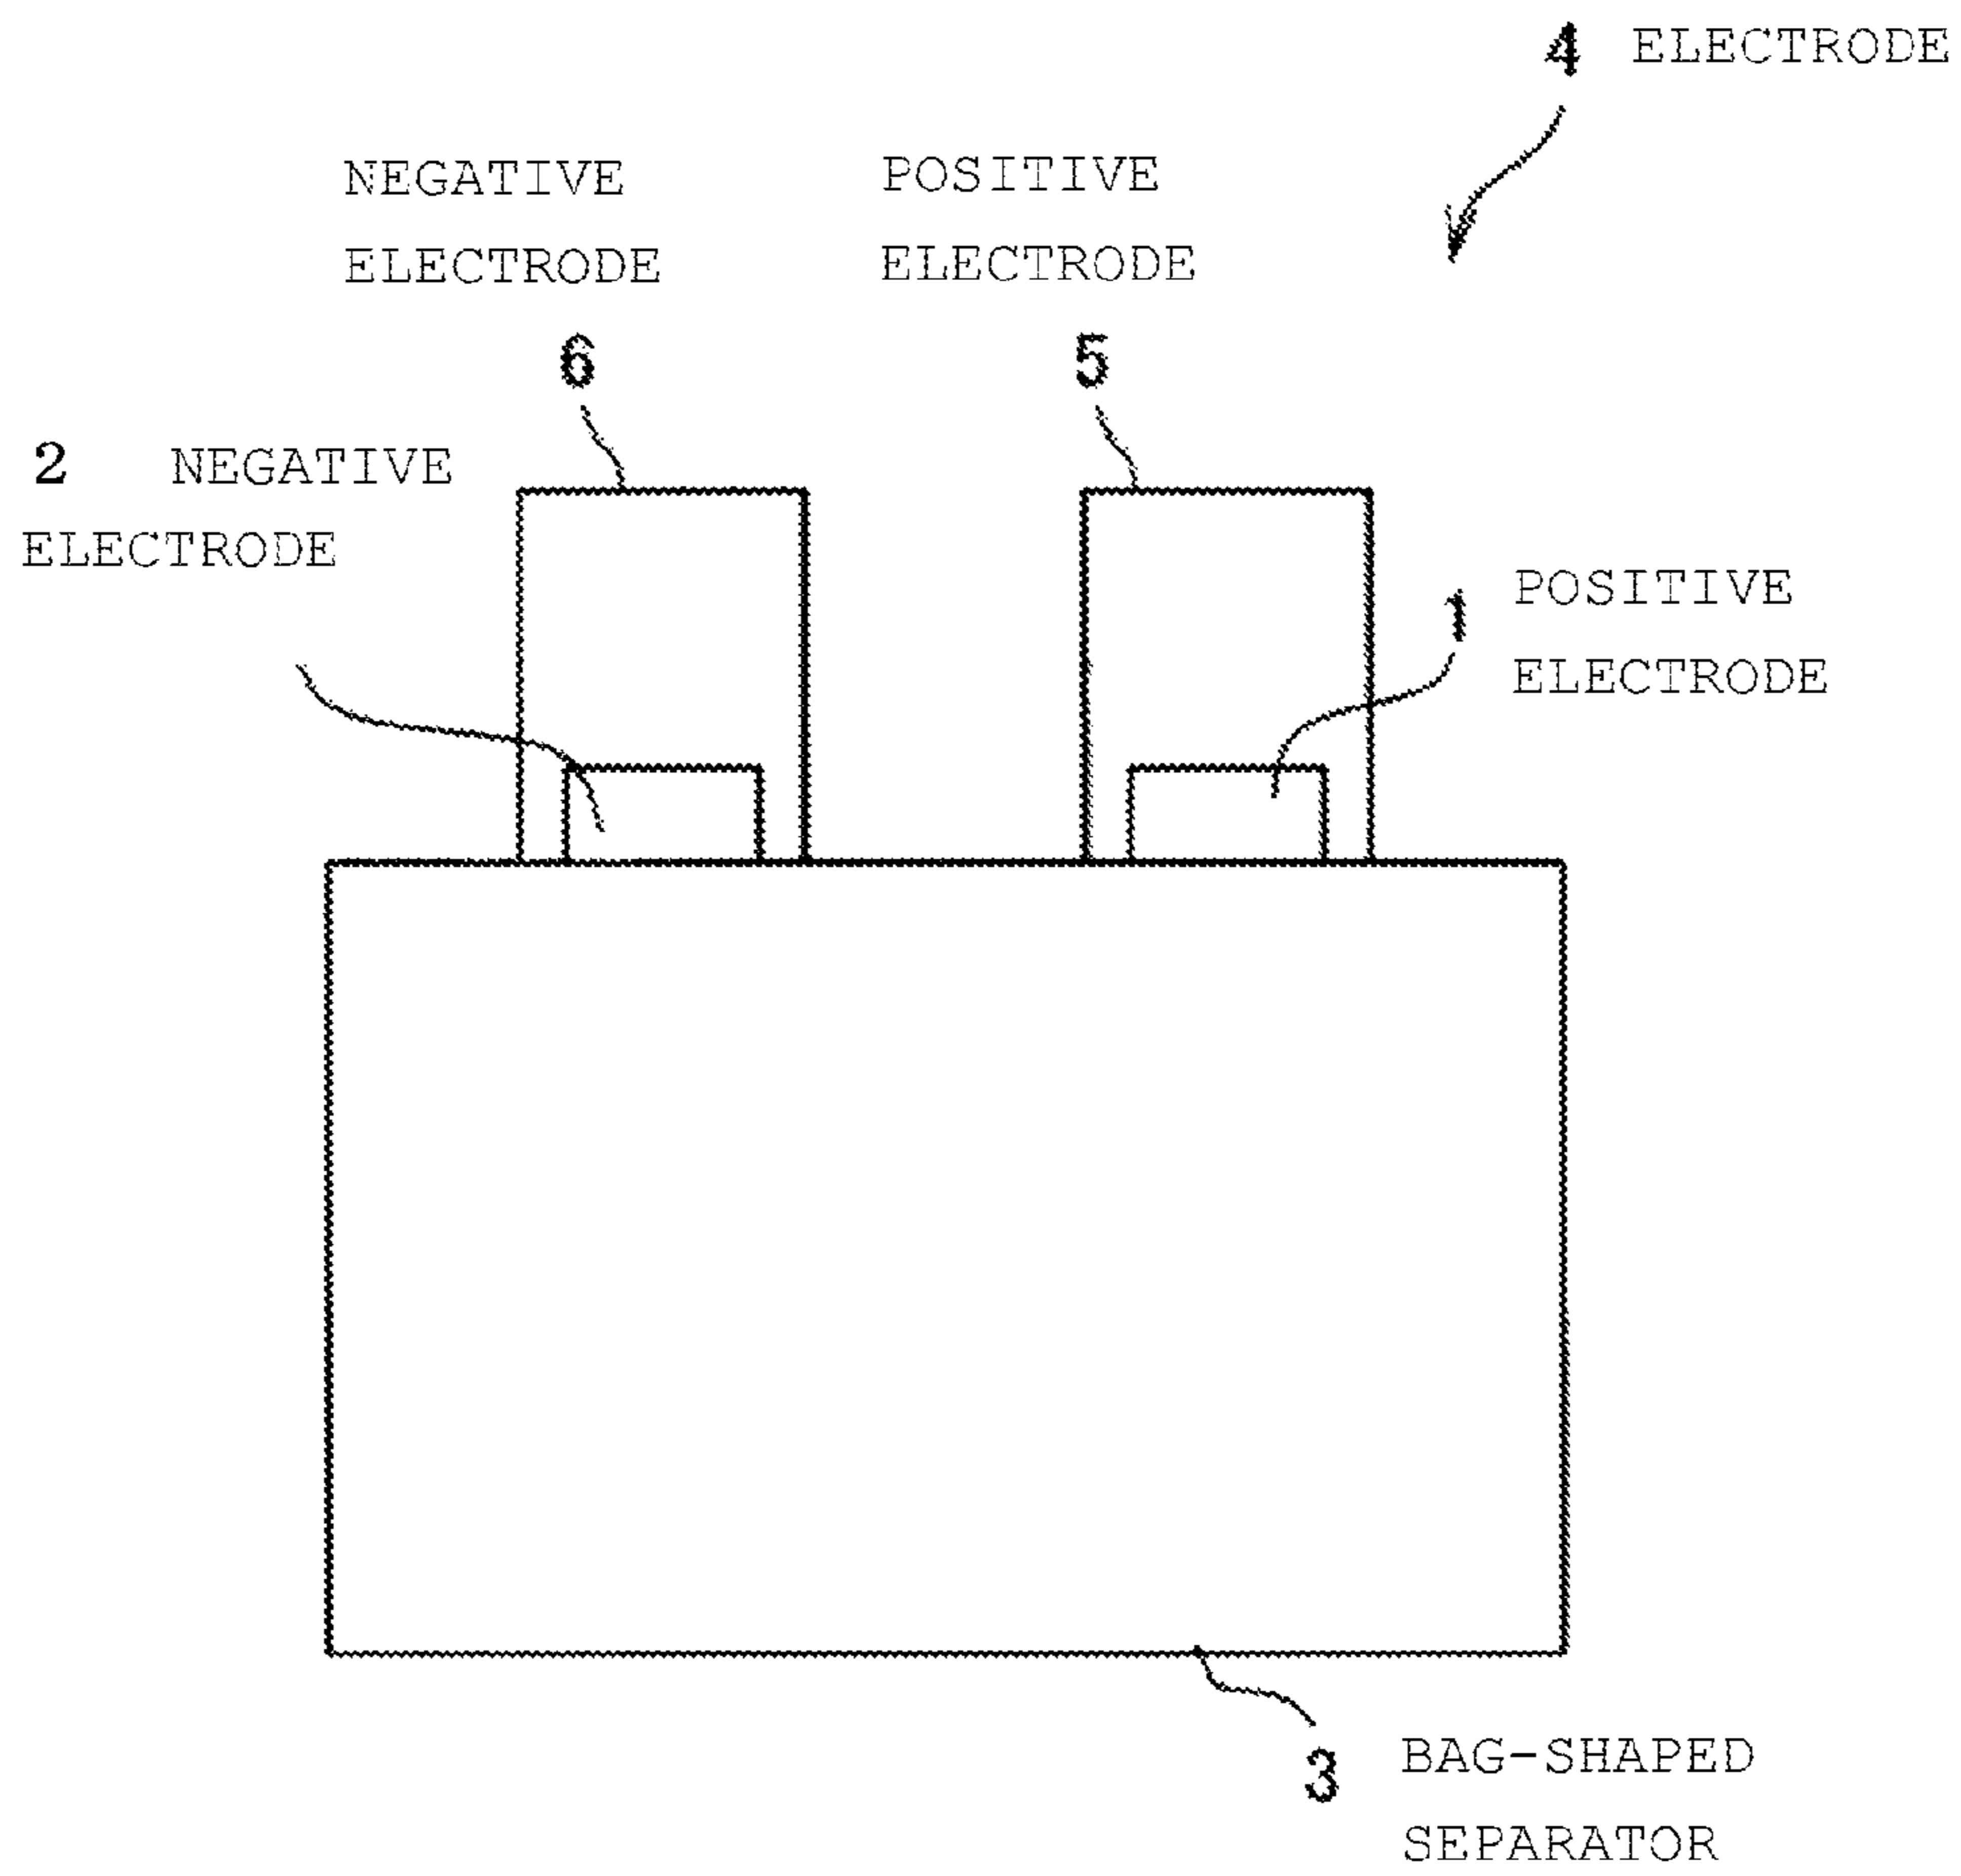 4 ELECTRODE
NEGATIVE
ELECTRODE
6
POSITIVE
ELECTRODE
5
2 NEGATIVE
ELECTRODE
1 POSITIVE
ELECTRODE
3 BAG-SHAPED
SEPARATOR